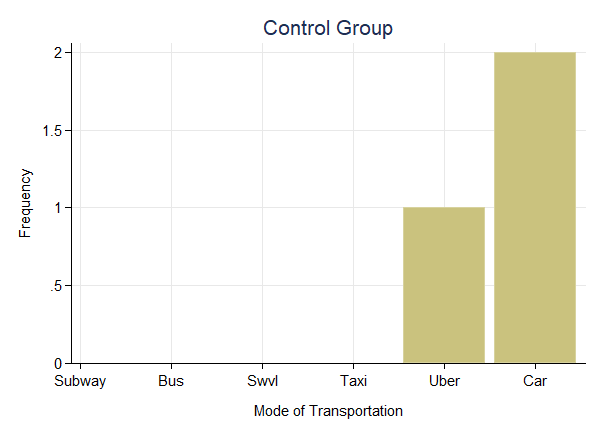 Control Group
2
1.5
1
.5
0
Frequency
Subway Bus Swvl Taxi Uber Car
Mode of Transportation